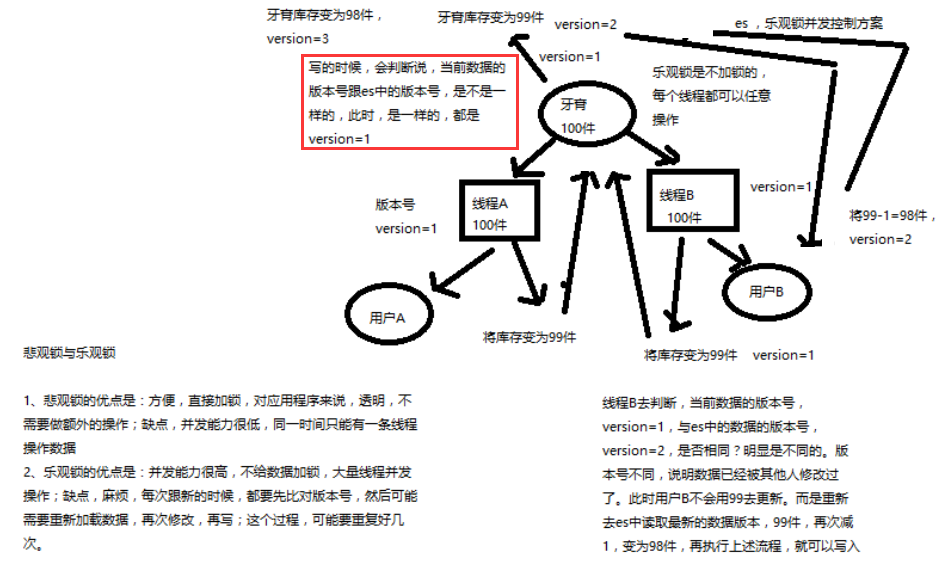 牙膏库存变为98件，
version=3
牙膏库存变为99件
version=2
es ，乐观锁并发控制方案
version=1
写的时候，会判断说，当前数据的
版本号跟es中的版本号，是不是一
样的，此时，是一样的，都是
version=1
牙膏
100件
乐观锁是不加锁的，
每个线程都可以任意
操作
版本号
version=1
线程A
100件
线程B
100件
version=1
将99-1=98件，
version=2
用户A
用户B
将库存变为99件
将库存变为99件 version=1
悲观锁与乐观锁
1、悲观锁的优点是：方便，直接加锁，对应用程序来说，透明，不
需要做额外的操作；缺点，并发能力很低，同一时间只能有一条线程
操作数据
2、乐观锁的优点是：并发能力很高，不给数据加锁，大量线程并发
操作；缺点，麻烦，每次跟新的时候，都要先比对版本号，然后可能
需要重新加载数据，再次修改，再写；这个过程，可能要重复好几
次。
线程B去判断，当前数据的版本号，
version=1，与es中的数据的版本号，
version=2，是否相同？明显是不同的。版
本号不同，说明数据已经被其他人修改过
了。此时用户B不会用99去更新。而是重新
去es中读取最新的数据版本，99件，再次减
1，变为98件，再执行上述流程，就可以写入